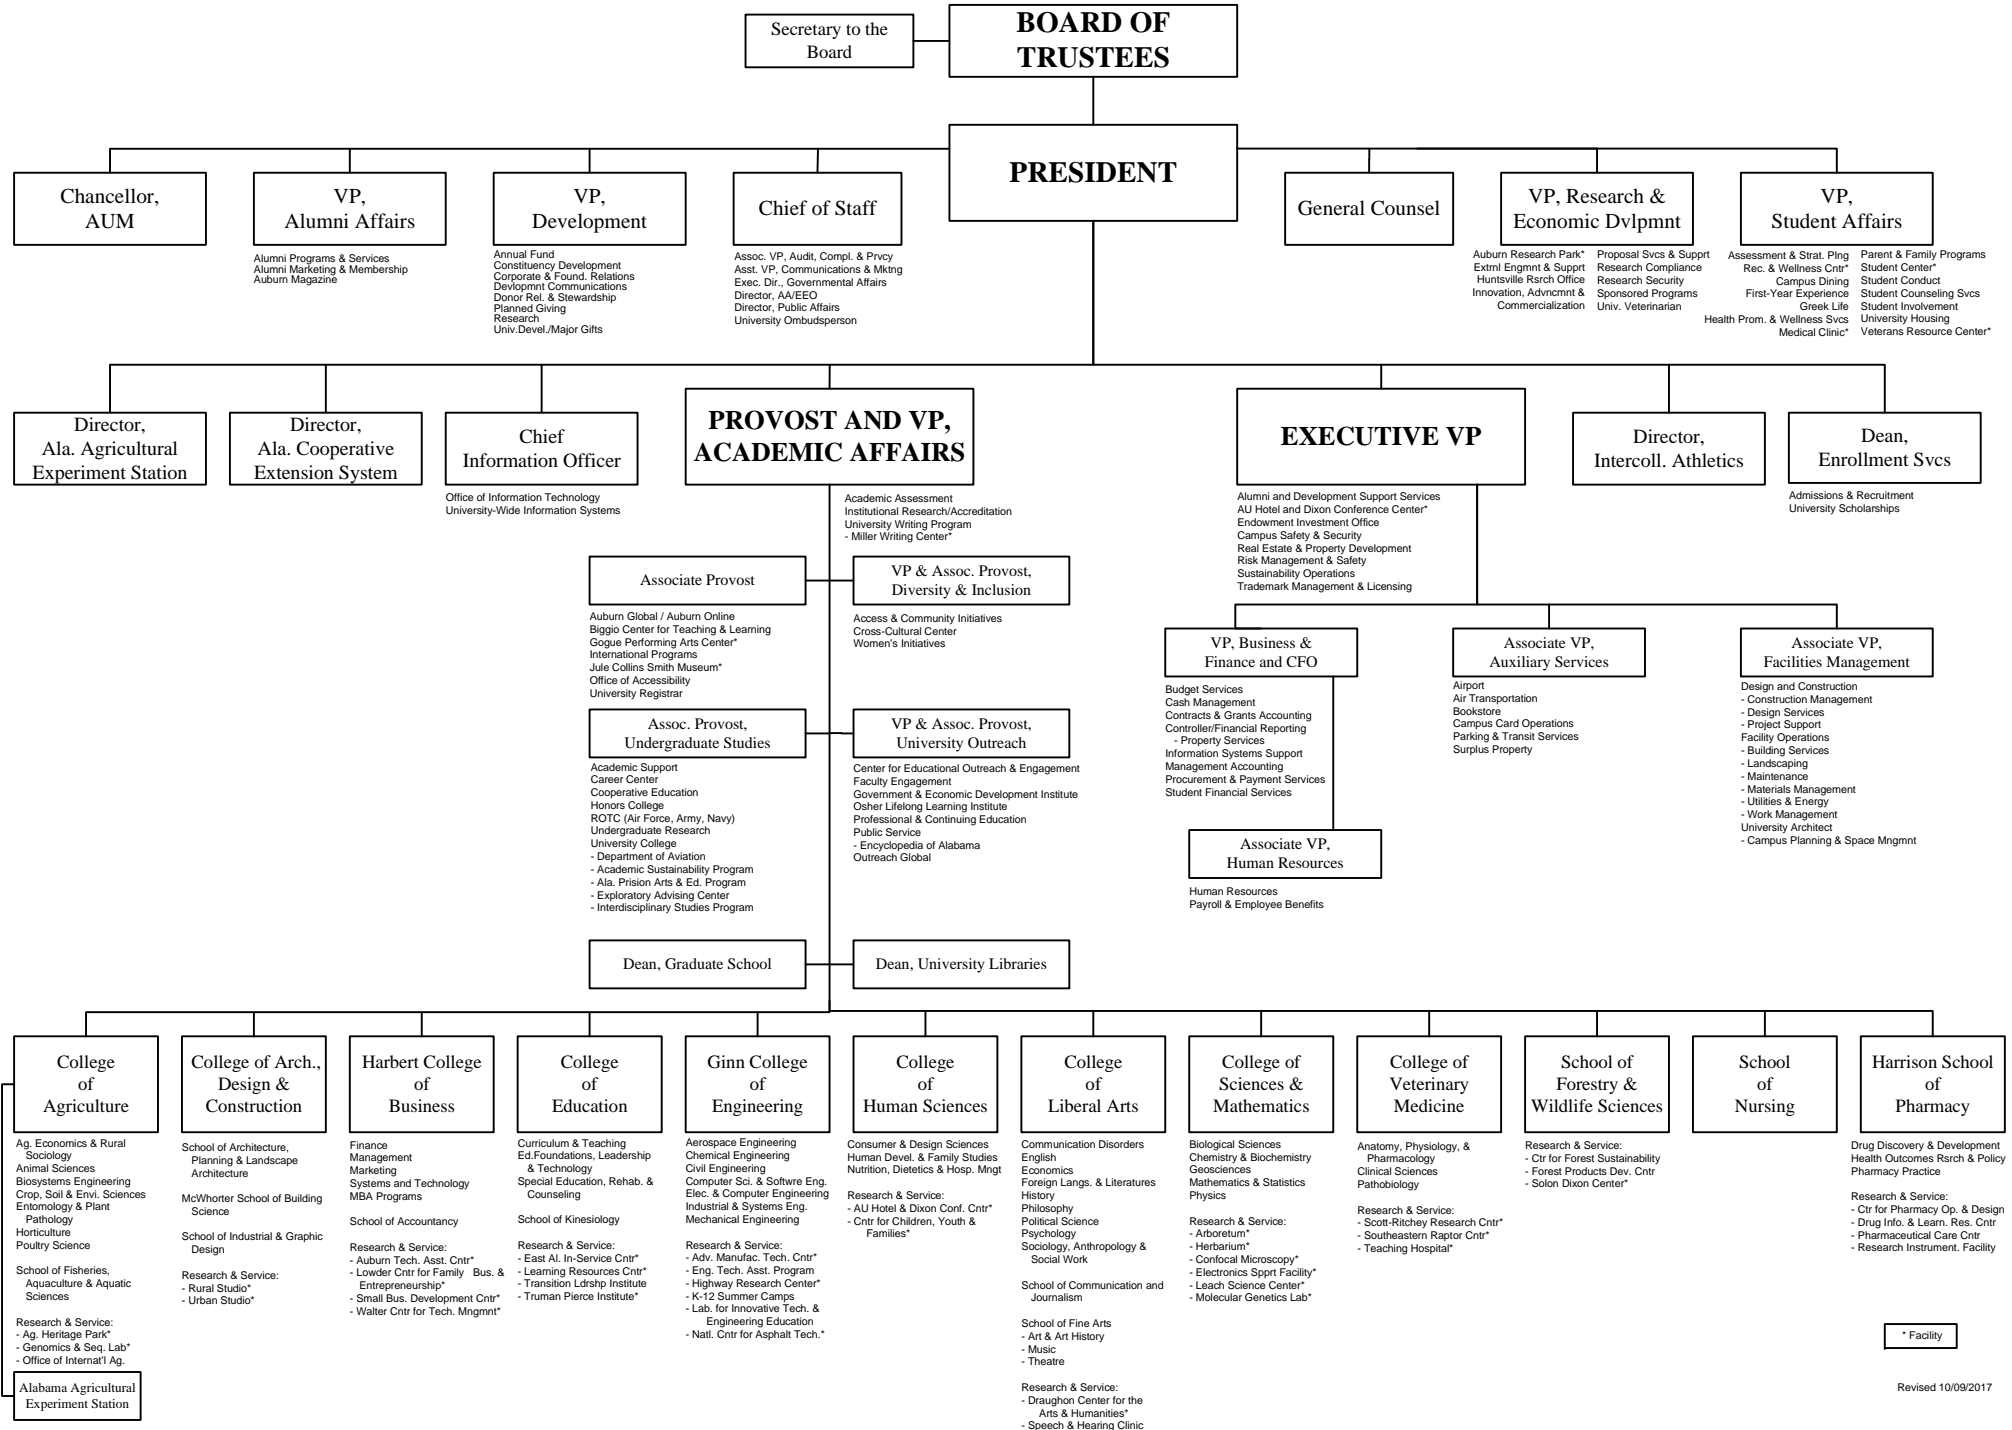 Secretary to the
Board
BOARD OF
TRUSTEES
PRESIDENT
Chancellor,
AUM
VP,
Alumni Affairs
Alumni Programs & Services
Alumni Marketing & Membership
Auburn Magazine
VP,
Development
Annual Fund
Constituency Development
Corporate & Found. Relations
Devlopmnt Communications
Donor Rel. & Stewardship
Planned Giving
Research
Univ.Devel./Major Gifts
Chief of Staff
Assoc. VP, Audit, Compl. & Prvcy
Asst. VP, Communications & Mktng
Exec. Dir., Governmental Affairs
Director, AA/EEO
Director, Public Affairs
University Ombudsperson
General Counsel
VP, Research &
Economic Dvlpmnt
Auburn Research Park*
Extrnl Engmnt & Supprt
Huntsville Rsrch Office
Innovation, Advncmnt &
Commercialization
Proposal Svcs & Supprt
Research Compliance
Research Security
Sponsored Programs
Univ. Veterinarian
VP,
Student Affairs
Assessment & Strat. Plng
Rec. & Wellness Cntr*
Campus Dining
First-Year Experience
Greek Life
Health Prom. & Wellness Svcs
Medical Clinic*
Parent & Family Programs
Student Center*
Student Conduct
Student Counseling Svcs
Student Involvement
University Housing
Veterans Resource Center*
Director,
Ala. Agricultural
Experiment Station
Director,
Ala. Cooperative
Extension System
Chief
Information Officer
Office of Information Technology
University-Wide Information Systems
PROVOST AND VP,
ACADEMIC AFFAIRS
Academic Assessment
Institutional Research/Accreditation
University Writing Program
- Miller Writing Center*
EXECUTIVE VP
Alumni and Development Support Services
AU Hotel and Dixon Conference Center*
Endowment Investment Office
Campus Safety & Security
Real Estate & Property Development
Risk Management & Safety
Sustainability Operations
Trademark Management & Licensing
Director,
Intercoll. Athletics
Dean,
Enrollment Svcs
Admissions & Recruitment
University Scholarships
Associate Provost
Auburn Global / Auburn Online
Biggio Center for Teaching & Learning
Gogue Performing Arts Center*
International Programs
Jule Collins Smith Museum*
Office of Accessibility
University Registrar
VP & Assoc. Provost,
Diversity & Inclusion
Access & Community Initiatives
Cross-Cultural Center
Women's Initiatives
Assoc. Provost,
Undergraduate Studies
Academic Support
Career Center
Cooperative Education
Honors College
ROTC (Air Force, Army, Navy)
Undergraduate Research
University College
- Department of Aviation
- Academic Sustainability Program
- Ala. Prision Arts & Ed. Program
- Exploratory Advising Center
- Interdisciplinary Studies Program
VP & Assoc. Provost,
University Outreach
Center for Educational Outreach & Engagement
Faculty Engagement
Government & Economic Development Institute
Osher Lifelong Learning Institute
Professional & Continuing Education
Public Service
- Encyclopedia of Alabama
Outreach Global
VP, Business &
Finance and CFO
Budget Services
Cash Management
Contracts & Grants Accounting
Controller/Financial Reporting
- Property Services
Information Systems Support
Management Accounting
Procurement & Payment Services
Student Financial Services
Associate VP,
Human Resources
Human Resources
Payroll & Employee Benefits
Associate VP,
Auxiliary Services
Airport
Air Transportation
Bookstore
Campus Card Operations
Parking & Transit Services
Surplus Property
Associate VP,
Facilities Management
Design and Construction
- Construction Management
- Design Services
- Project Support
Facility Operations
- Building Services
- Landscaping
- Maintenance
- Materials Management
- Utilities & Energy
- Work Management
University Architect
- Campus Planning & Space Mngmnt
Dean, Graduate School
Dean, University Libraries
College
of
Agriculture
Ag. Economics & Rural
Sociology
Animal Sciences
Biosystems Engineering
Crop, Soil & Envi. Sciences
Entomology & Plant
Pathology
Horticulture
Poultry Science
School of Fisheries,
Aquaculture & Aquatic
Sciences
Research & Service:
- Ag. Heritage Park*
- Genomics & Seq. Lab*
- Office of Internat'l Ag.
Alabama Agricultural
Experiment Station
College of Arch.,
Design &
Construction
School of Architecture,
Planning & Landscape
Architecture
McWhorter School of Building
Science
School of Industrial & Graphic
Design
Research & Service:
- Rural Studio*
- Urban Studio*
Harbert College
of
Business
Finance
Management
Marketing
Systems and Technology
MBA Programs
School of Accountancy
Research & Service:
- Auburn Tech. Asst. Cntr*
- Lowder Cntr for Family Bus. &
Entrepreneurship*
- Small Bus. Development Cntr*
- Walter Cntr for Tech. Mngmnt*
College
of
Education
Curriculum & Teaching
Ed.Foundations, Leadership
& Technology
Special Education, Rehab. &
Counseling
School of Kinesiology
Research & Service:
- East Al. In-Service Cntr*
- Learning Resources Cntr*
- Transition Ldrshp Institute
- Truman Pierce Institute*
Ginn College
of
Engineering
Aerospace Engineering
Chemical Engineering
Civil Engineering
Computer Sci. & Softwre Eng.
Elec. & Computer Engineering
Industrial & Systems Eng.
Mechanical Engineering
Research & Service:
- Adv. Manufac. Tech. Cntr*
- Eng. Tech. Asst. Program
- Highway Research Center*
- K-12 Summer Camps
- Lab. for Innovative Tech. &
Engineering Education
- Natl. Cntr for Asphalt Tech.*
College
of
Human Sciences
Consumer & Design Sciences
Human Devel. & Family Studies
Nutrition, Dietetics & Hosp. Mngt
Research & Service:
- AU Hotel & Dixon Conf. Cntr*
- Cntr for Children, Youth &
Families*
College
of
Liberal Arts
Communication Disorders
English
Economics
Foreign Langs. & Literatures
History
Philosophy
Political Science
Psychology
Sociology, Anthropology &
Social Work
School of Communication and
Journalism
School of Fine Arts
- Art & Art History
- Music
- Theatre
Research & Service:
- Draughon Center for the
Arts & Humanities*
- Speech & Hearing Clinic
College of
Sciences &
Mathematics
Biological Sciences
Chemistry & Biochemistry
Geosciences
Mathematics & Statistics
Physics
Research & Service:
- Arboretum*
- Herbarium*
- Confocal Microscopy*
- Electronics Spprt Facility*
- Leach Science Center*
- Molecular Genetics Lab*
College of
Veterinary
Medicine
Anatomy, Physiology, &
Pharmacology
Clinical Sciences
Pathobiology
Research & Service:
- Scott-Ritchey Research Cntr*
- Southeastern Raptor Cntr*
- Teaching Hospital*
School of
Forestry &
Wildlife Sciences
Research & Service:
- Ctr for Forest Sustainability
- Forest Products Dev. Cntr
- Solon Dixon Center*
School
of
Nursing
Harrison School
of
Pharmacy
Drug Discovery & Development
Health Outcomes Rsrch & Policy
Pharmacy Practice
Research & Service:
- Ctr for Pharmacy Op. & Design
- Drug Info. & Learn. Res. Cntr
- Pharmaceutical Care Cntr
- Research Instrument. Facility
* Facility
Revised 10/09/2017